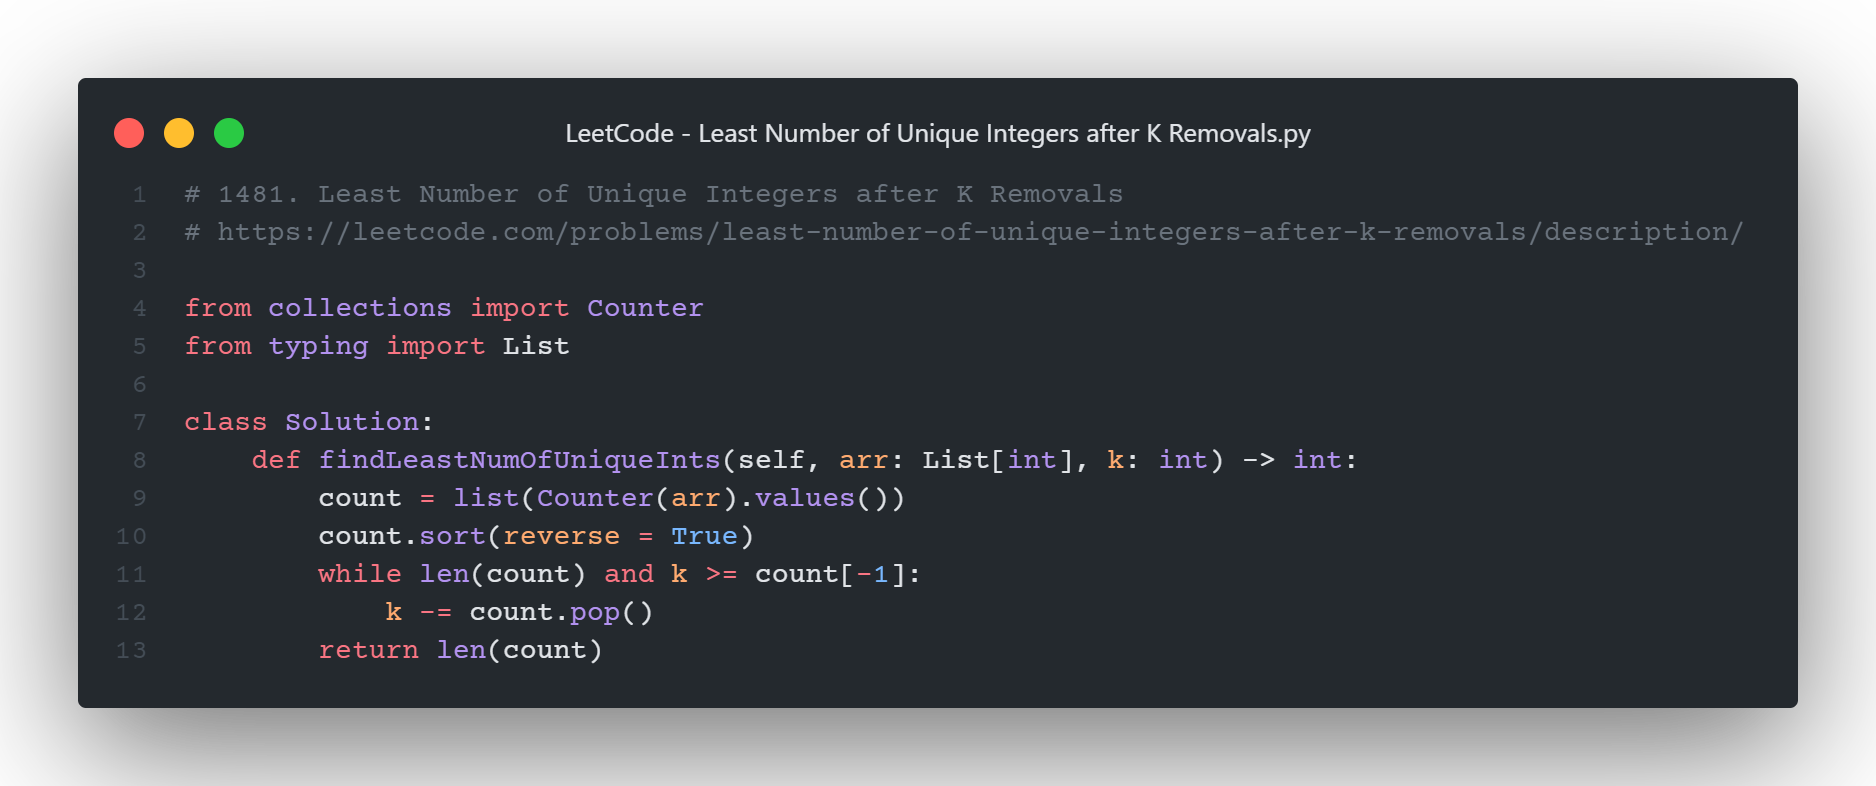 LeetCode - Least Number of Unique Integers after K Removals.py
1 # 1481. Least Number of Unique Integers after K Removals
2 # https://leetcode.com/problems/least-number-of-unique-integers-after-k-removals/description/
3
4 from collections import Counter
5 from typing import List
6
7 class Solution:
8     def findLeastNumOfUniqueInts(self, arr: List[int], k: int) -> int:
9         count = list(Counter(arr).values())
10         count.sort(reverse = True)
11         while len(count) and k >= count[-1]:
12             k -= count.pop()
13         return len(count)